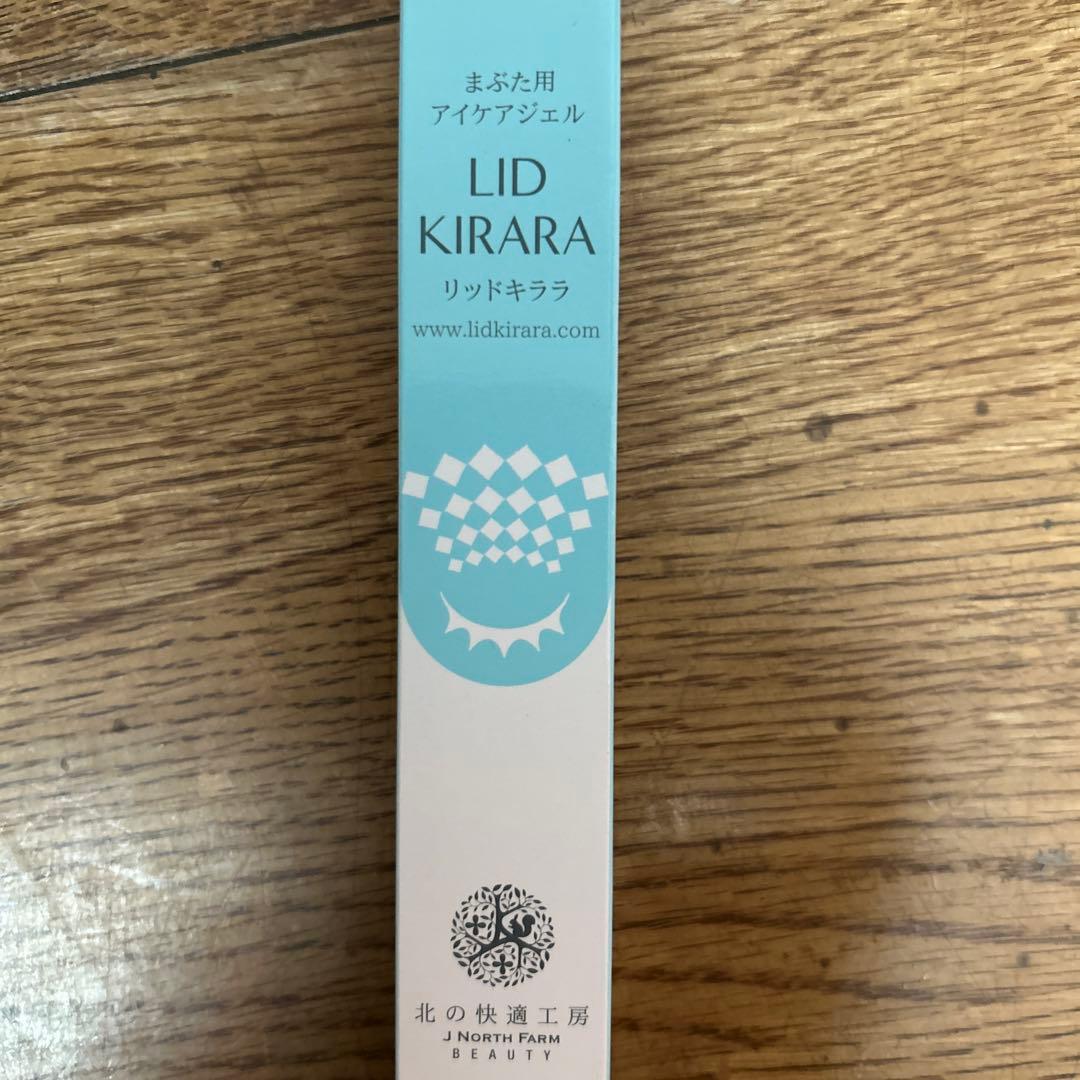 まぶた用
アイケアジェル
LID
KIRARA
リッドキララ
www.lidkirara.com
北の快適工房
J NORTH FARM
BEAUTY